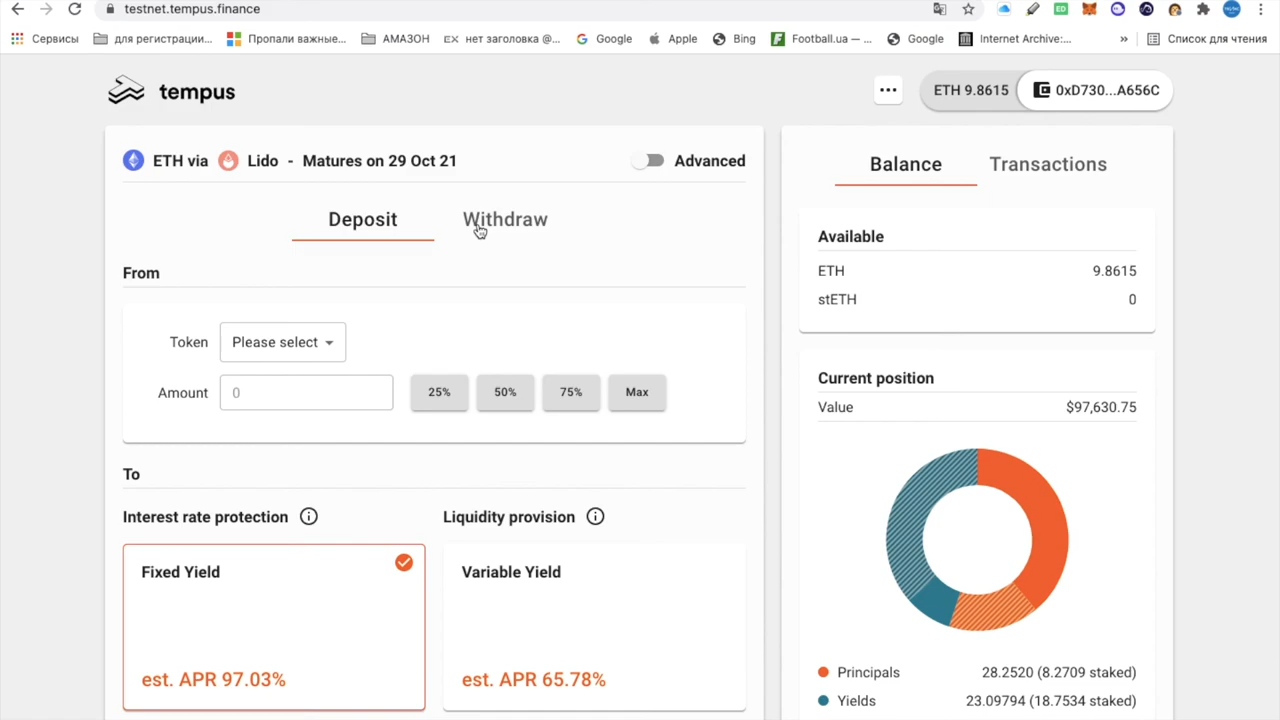 testnet.tempus.finance
Сервисы для регистрации... Пропали важные... АМАЗОН EX нет заголовка @... Google Apple Bing Football.ua — ... Google Internet Archive:... » Список для чтения
tempus
ETH 9.8615 0xD730...A656C
ETH via Lido - Matures on 29 Oct 21 Advanced
Deposit Withdraw
From
Token Please select
Amount 0 25% 50% 75% Max
To
Interest rate protection Liquidity provision
Fixed Yield Variable Yield
est. APR 97.03% est. APR 65.78%
Balance Transactions
Available
ETH 9.8615
stETH 0
Current position
Value $97,630.75
Principals 28.2520 (8.2709 staked)
Yields 23.09794 (18.7534 staked)